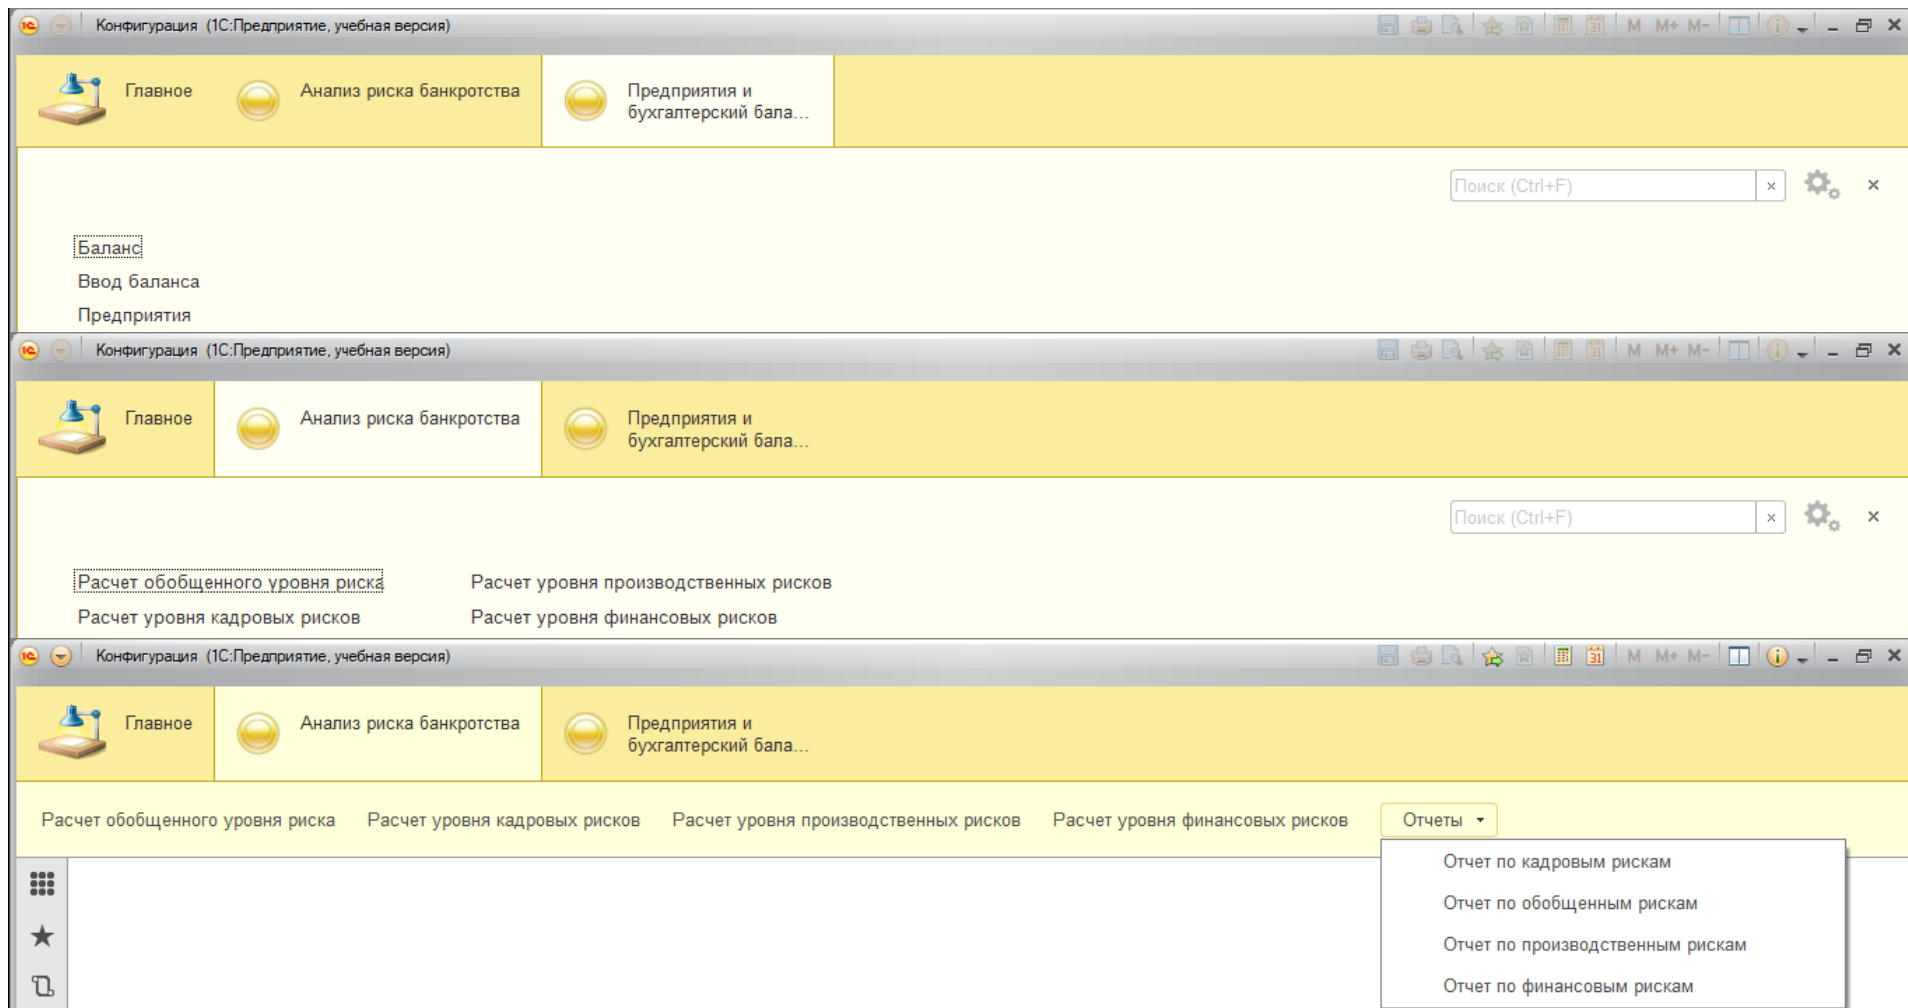 Конфигурация (1С:Предприятие, учебная версия)
M M+ M-
Главное
Анализ риска банкротства
Предприятия и
бухгалтерский бала...
Поиск (Ctrl+F)
Баланс
Ввод баланса
Предприятия
Конфигурация (1С:Предприятие, учебная версия)
M M+ M-
Главное
Анализ риска банкротства
Предприятия и
бухгалтерский бала...
Поиск (Ctrl+F)
Расчет обобщенного уровня риска
Расчет уровня производственных рисков
Расчет уровня кадровых рисков
Расчет уровня финансовых рисков
Конфигурация (1С:Предприятие, учебная версия)
31
M M+ M-
Главное
Анализ риска банкротства
Предприятия и
бухгалтерский бала...
Расчет обобщенного уровня риска
Расчет уровня кадровых рисков
Расчет уровня производственных рисков
Расчет уровня финансовых рисков
Отчеты
Отчет по кадровым рискам
Отчет по обобщенным рискам
Отчет по производственным рискам
Отчет по финансовым рискам